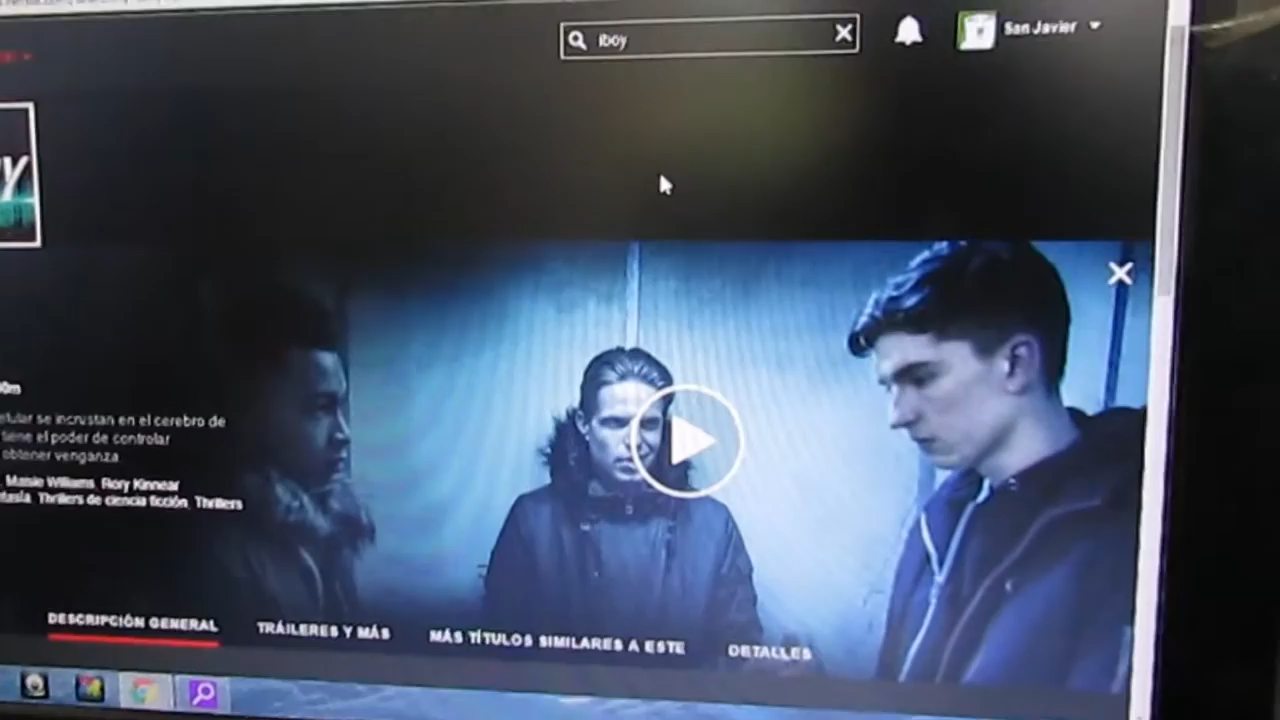 iboy
San Javier
elular se incrustan en el cerebro de
tiene el poder de controlar
obtener venganza.
Maisie Williams, Rory Kinnear
Thrillers de ciencia ficción, Thrillers
DESCRIPCIÓN GENERAL
TRÁILERES Y MÁS
MÁS TÍTULOS SIMILARES A ESTE
DETALLES